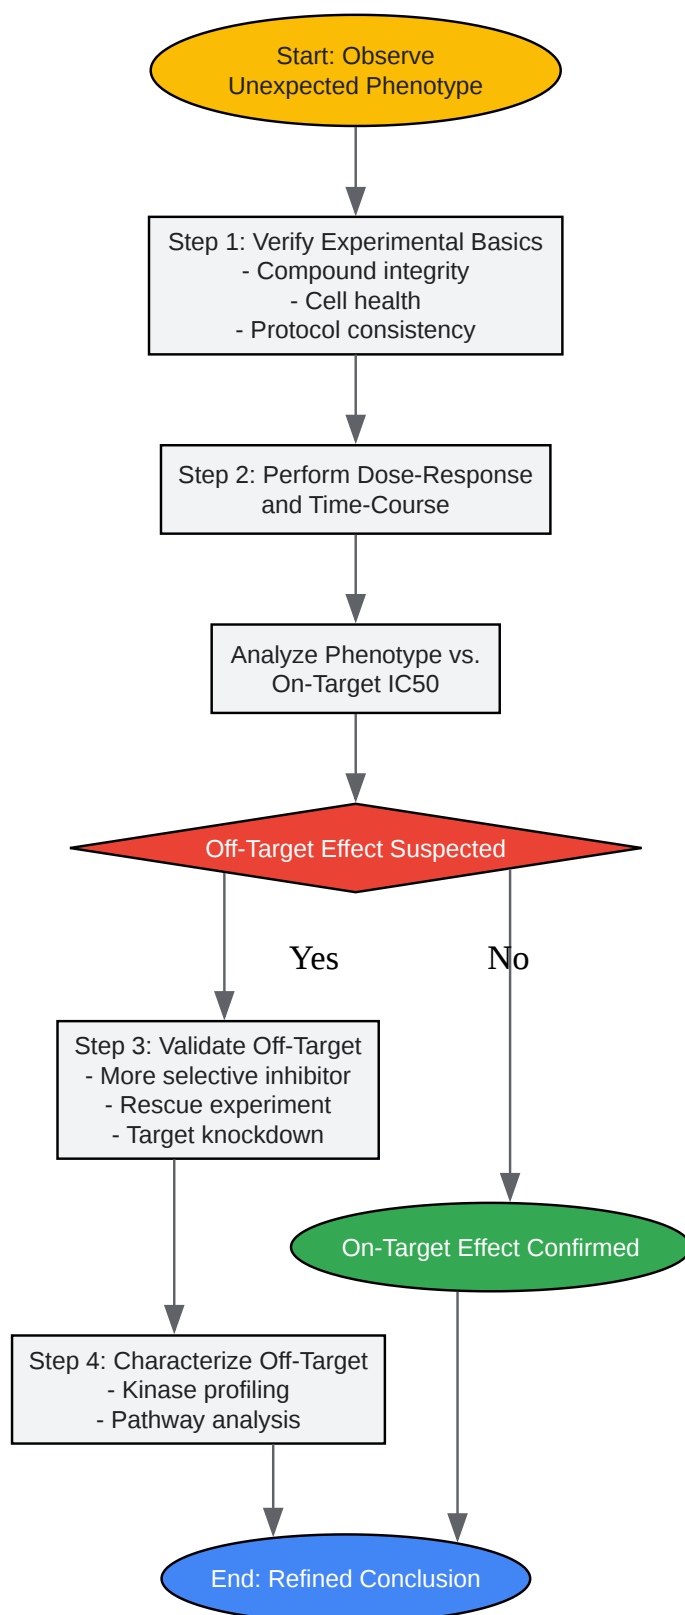 Start: Observe
Unexpected Phenotype
Step 1: Verify Experimental Basics
- Compound integrity
- Cell health
- Protocol consistency
Step 2: Perform Dose-Response
and Time-Course
Analyze Phenotype vs.
On-Target IC50
Off-Target Effect Suspected
Yes
No
Step 3: Validate Off-Target
- More selective inhibitor
- Rescue experiment
- Target knockdown
On-Target Effect Confirmed
Step 4: Characterize Off-Target
- Kinase profiling
- Pathway analysis
End: Refined Conclusion